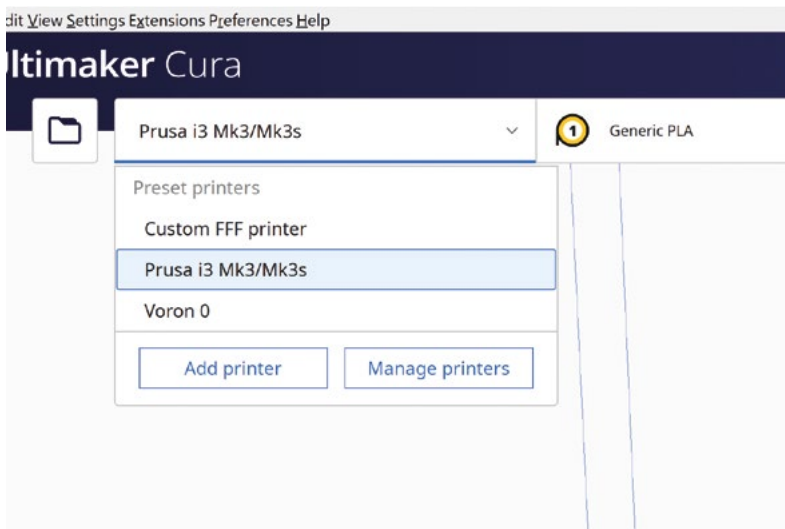 dit View Settings Extensions Preferences Help
ltimaker Cura
Prusa i3 Mk3/Mk3s
1 Generic PLA
Preset printers
Custom FFF printer
Prusa i3 Mk3/Mk3s
Voron 0
Add printer Manage printers